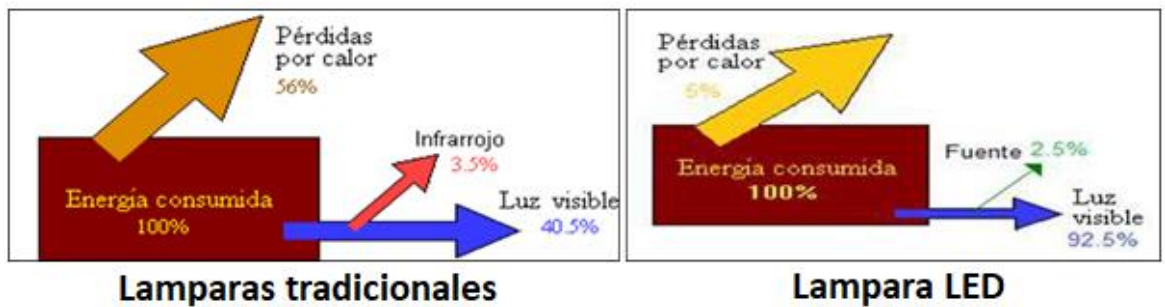 Pérdidas
por calor
56%
Infrarrojo
3.5%
Energía consumida
100%
Luz visible
40.5%
Lamparas tradicionales
Pérdidas
por calor
5%
Fuente 2.5%
Energía consumida
100%
Luz
visible
92.5%
Lampara LED